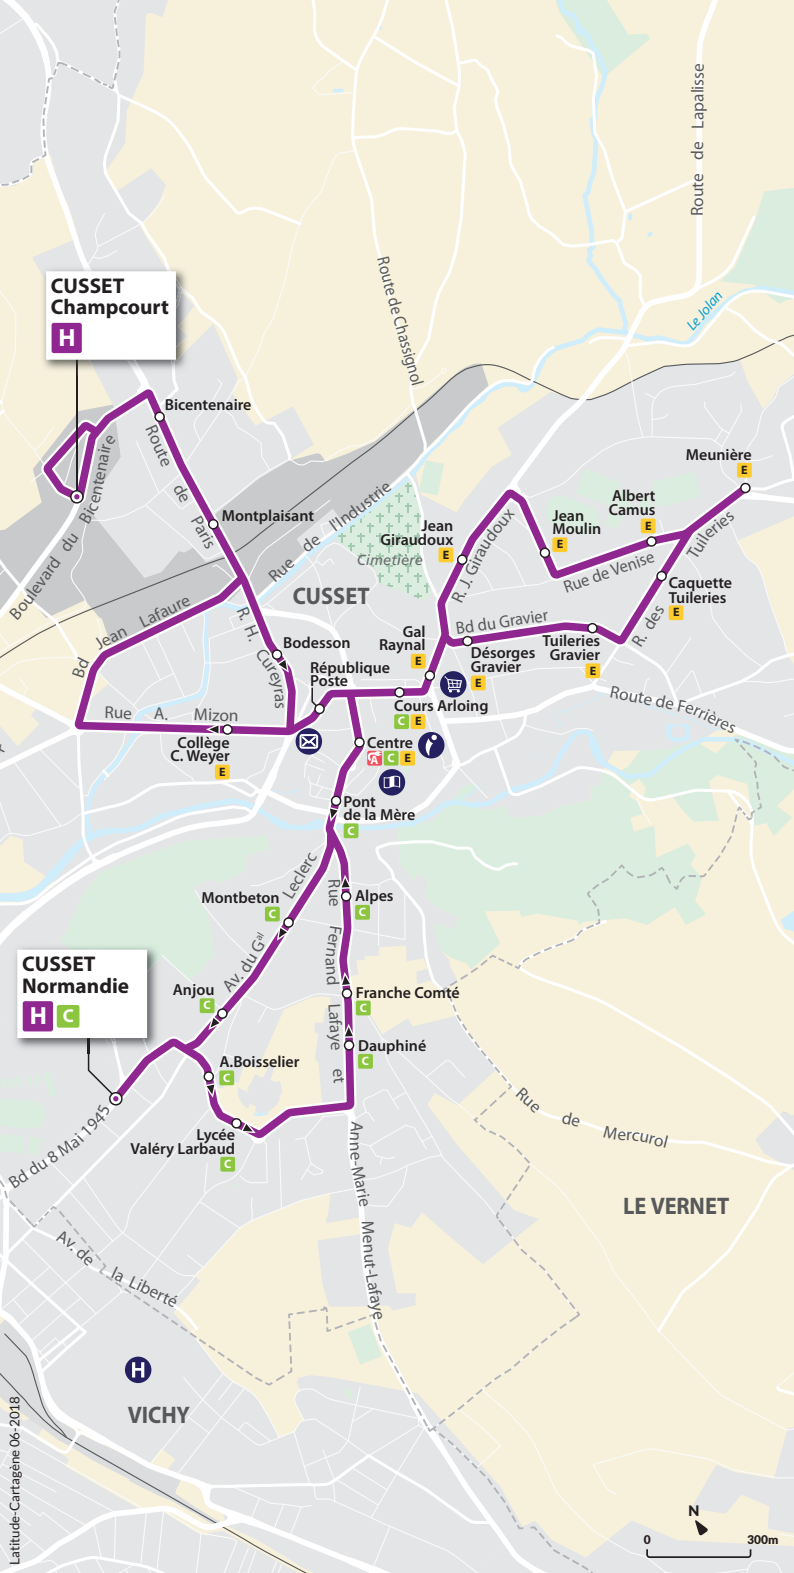 Route de Lapalisse
Le Jolan
Route de Chassignol
CUSSET
Champcourt
H
Bicentenaire
Route de Paris
Boulevard du Bicentenaire
Montplaisant
Meunière
E
Albert
Camus
E
Jean
Moulin
E
Jean
Giraudoux
E
R. J. Giraudoux
Rue de l'Industrie
Cimetière
Rue de Venise
Tuileries
R. des
Caquette
Tuileries
E
CUSSET
Bd Jean Lafaure
R. H. Cureyras
Bodesson
Gal
Raynal
E
Bd du Gravier
Désorges
Gravier
E
Tuileries
Gravier
E
République
Poste
Route de Ferrières
Rue A. Mizon
Cours Arloing
C E
Collège
C. Weyer
E
Centre
A C E
Pont
de la Mère
C
Av. du Gal Leclerc
Rue Fernand Lafaye et
Anne-Marie Menut-Lafaye
Montbeton
C
Alpes
C
CUSSET
Normandie
H C
Anjou
C
Franche Comté
C
Dauphiné
C
A.Boisselier
C
Lycée
Valéry Larbaud
C
Bd du 8 Mai 1945
Rue de Mercurol
LE VERNET
Av. de la Liberté
H
VICHY
Latitude-Cartagène 06-2018
N
0 300m